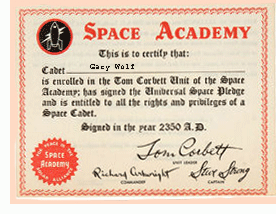 SPACE ACADEMY
This is to certify that:
Cadet Gary Wolf
is enrolled in the Tom Corbett Unit of the Space
Academy; has signed the Universal Space Pledge
and is entitled to all the rights and privileges of
a Space Cadet.
Signed in the year 2350 A.D.
Tom Corbett
UNIT LEADER
Richard Arkwright Steve Strong
COMMANDER CAPTAIN
SPACE
ACADEMY